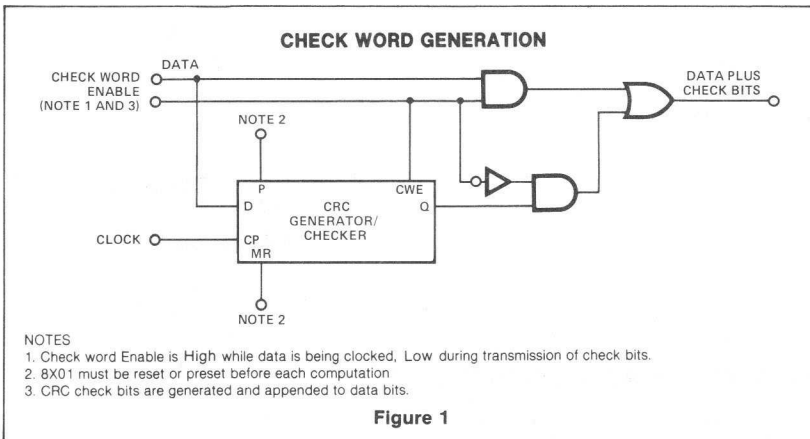 CHECK WORD GENERATION
DATA
CHECK WORD
ENABLE
(NOTE 1 AND 3)
DATA PLUS
CHECK BITS
NOTE 2
P
CWE
D
CRC
GENERATOR/
CHECKER
Q
CLOCK
CP
MR
NOTE 2
NOTES
1. Check word Enable is High while data is being clocked, Low during transmission of check bits.
2. 8X01 must be reset or preset before each computation
3. CRC check bits are generated and appended to data bits.
Figure 1